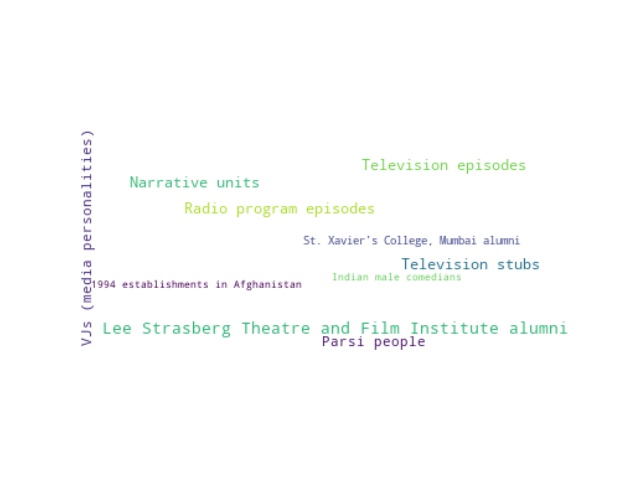 VJs (media personalities)
Television episodes
Narrative units
Radio program episodes
St. Xavier's College, Mumbai alumni
Television stubs
Indian male comedians
1994 establishments in Afghanistan
Lee Strasberg Theatre and Film Institute alumni
Parsi people